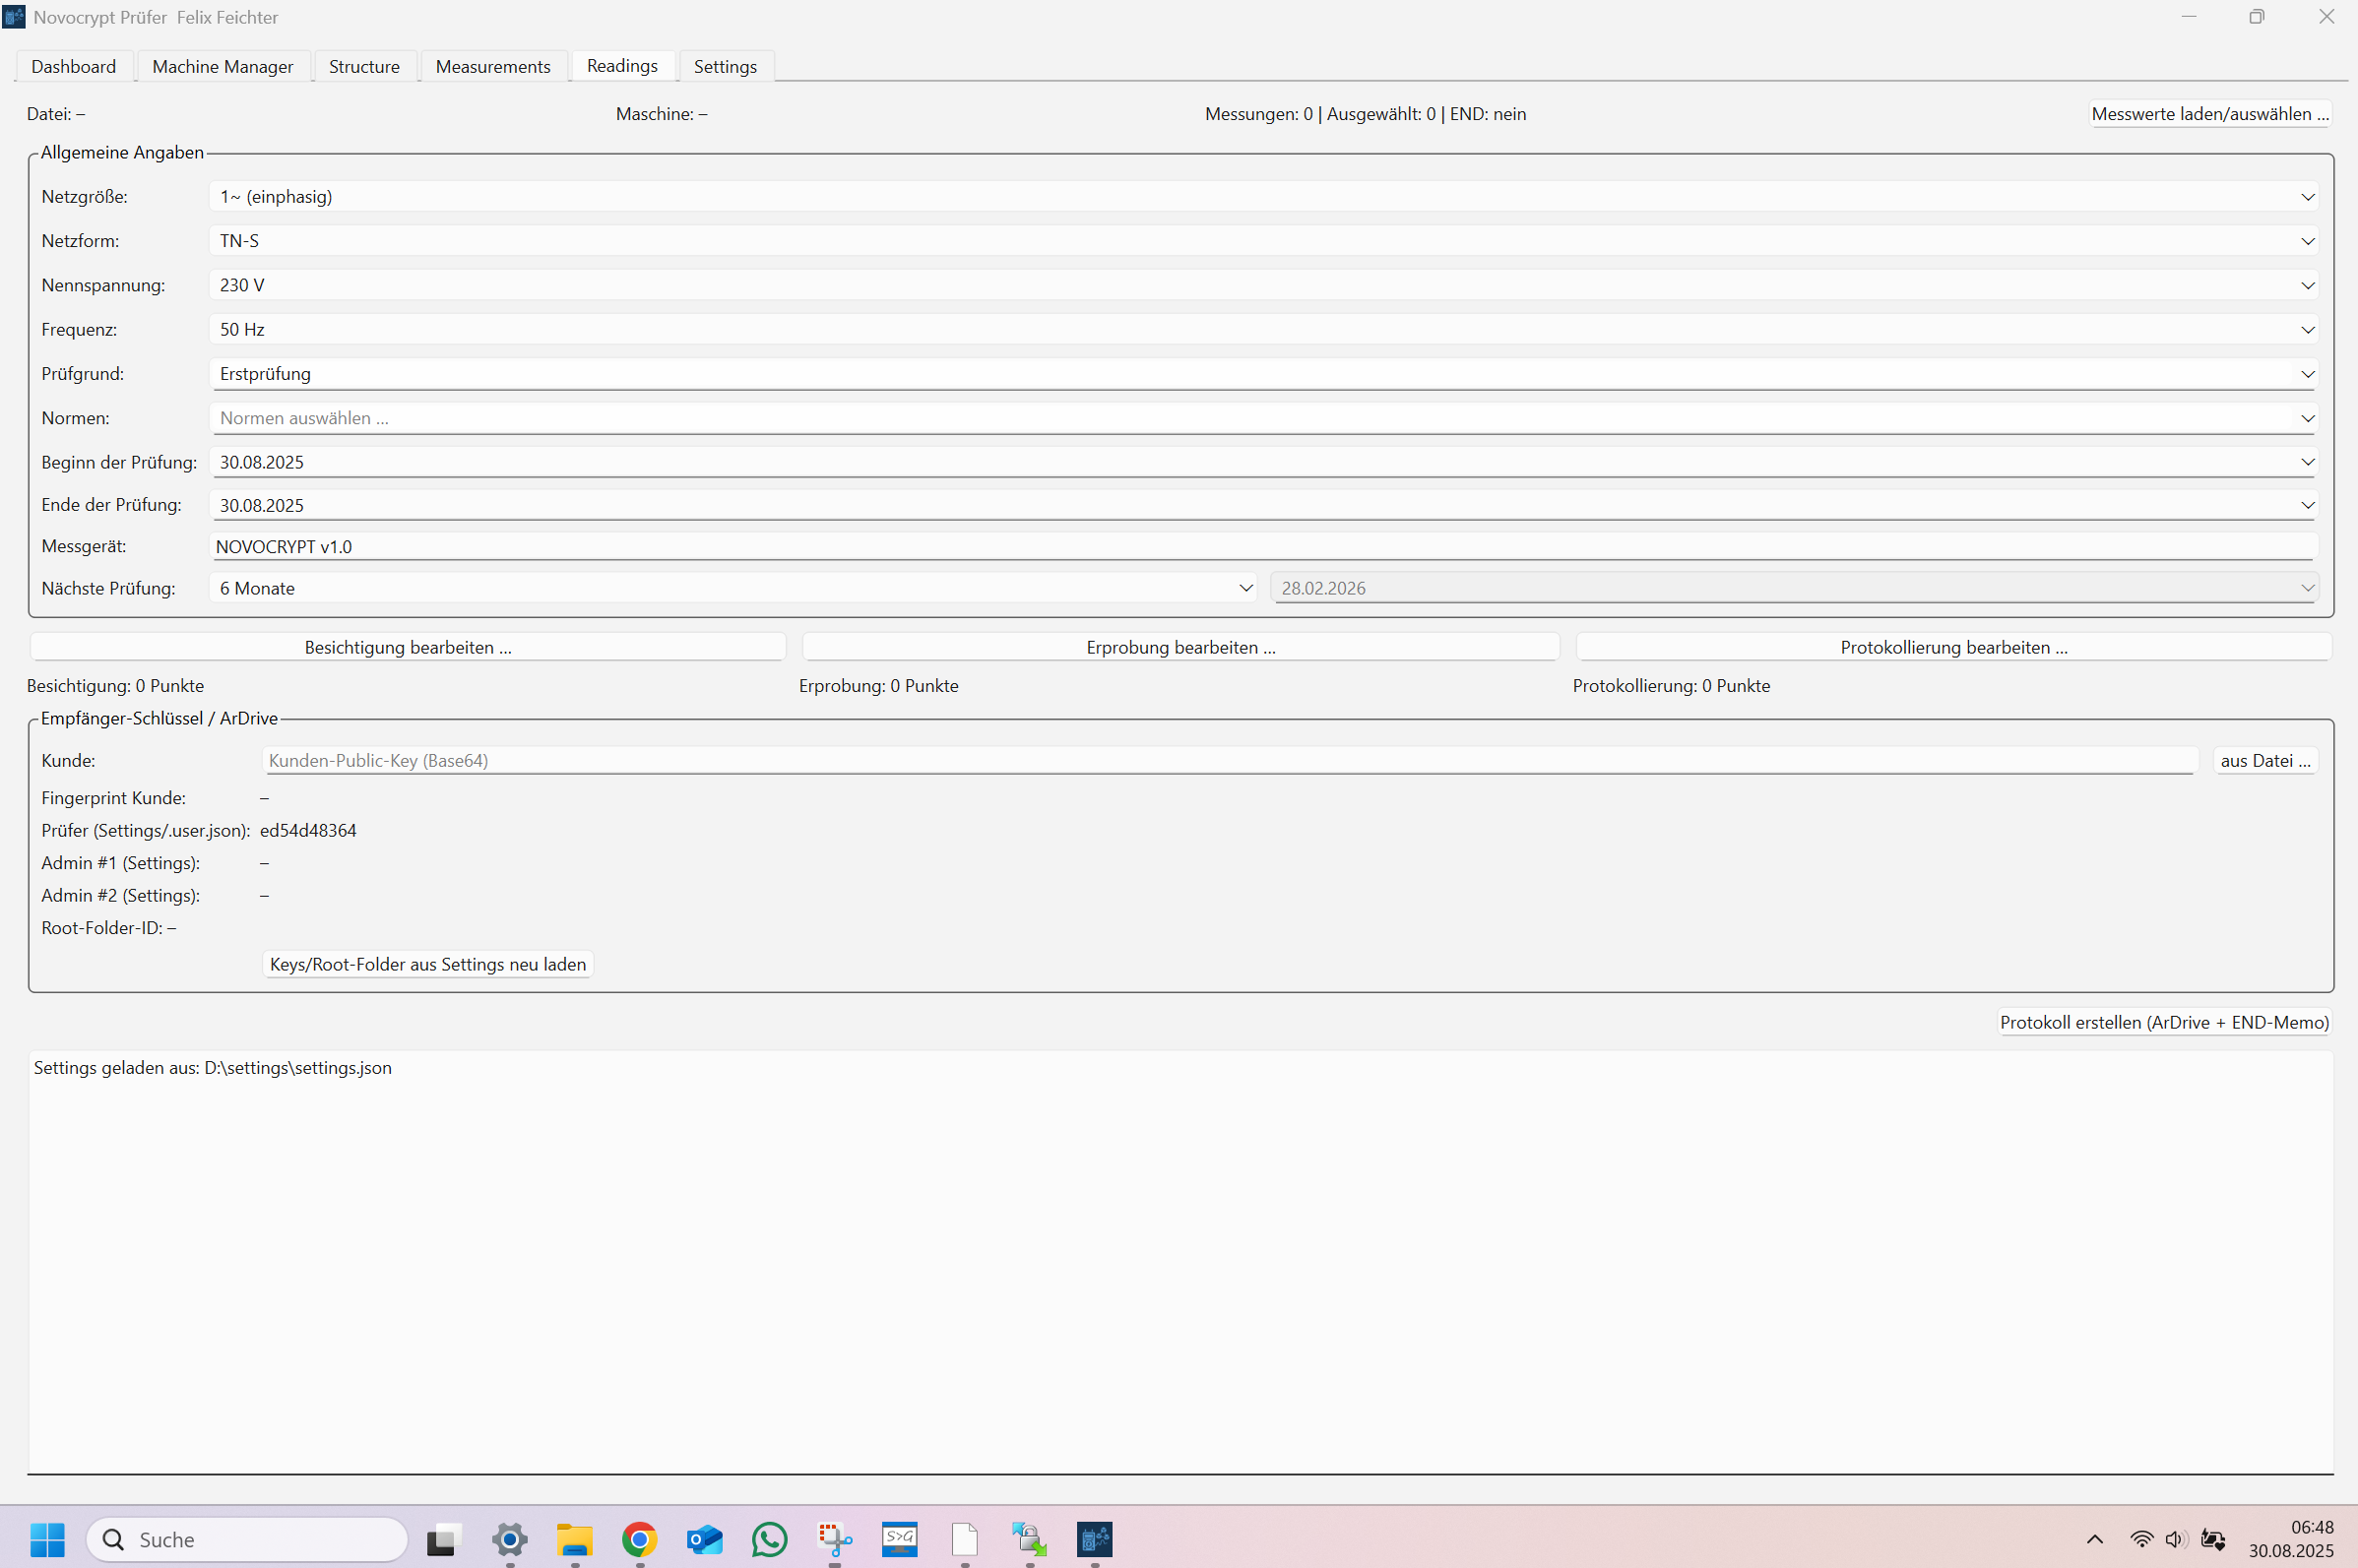 Novocrypt Prüfer  Felix Feichter
Dashboard Machine Manager Structure Measurements Readings Settings
Datei: – Maschine: – Messungen: 0 | Ausgewählt: 0 | END: nein Messwerte laden/auswählen ...
Allgemeine Angaben
Netzgröße: 1~ (einphasig)
Netzform: TN-S
Nennspannung: 230 V
Frequenz: 50 Hz
Prüfgrund: Erstprüfung
Normen: Normen auswählen ...
Beginn der Prüfung: 30.08.2025
Ende der Prüfung: 30.08.2025
Messgerät: NOVOCRYPT v1.0
Nächste Prüfung: 6 Monate 28.02.2026
Besichtigung bearbeiten ... Erprobung bearbeiten ... Protokollierung bearbeiten ...
Besichtigung: 0 Punkte Erprobung: 0 Punkte Protokollierung: 0 Punkte
Empfänger-Schlüssel / ArDrive
Kunde: Kunden-Public-Key (Base64) aus Datei ...
Fingerprint Kunde: –
Prüfer (Settings/.user.json): ed54d48364
Admin #1 (Settings): –
Admin #2 (Settings): –
Root-Folder-ID: –
Keys/Root-Folder aus Settings neu laden
Protokoll erstellen (ArDrive + END-Memo)
Settings geladen aus: D:\settings\settings.json
Suche S>G 06:48
30.08.2025